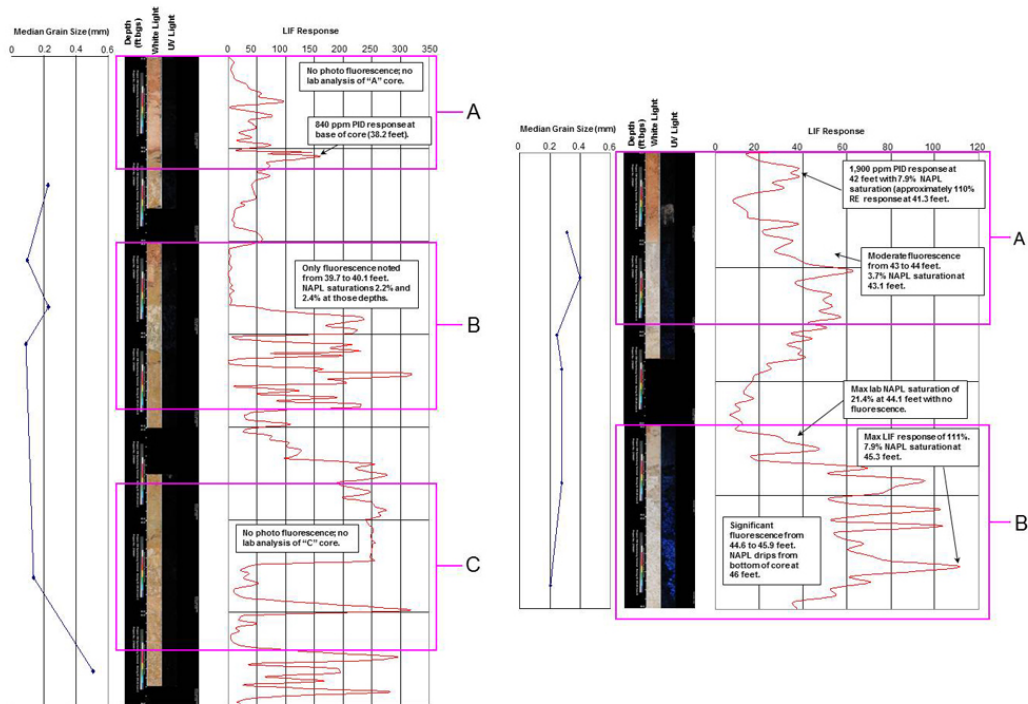 Median Grain Size (mm)
0 0.2 0.4 0.6
Depth
(ft bgs)
White Light
UV Light
LIF Response
0 50 100 150 200 250 300 350
No photo fluorescence; no
lab analysis of “A” core.
840 ppm PID response at
base of core (38.2 feet).
A
Only fluorescence noted
from 39.7 to 40.1 feet.
NAPL saturations 2.2% and
2.4% at those depths.
B
No photo fluorescence; no
lab analysis of “C” core.
C
Median Grain Size (mm)
0 0.2 0.4 0.6
Depth
(ft bgs)
White Light
UV Light
LIF Response
0 20 40 60 80 100 120
1,900 ppm PID response at
42 feet with 7.9% NAPL
saturation (approximately 110%
RE response at 41.3 feet.
A
Moderate fluorescence
from 43 to 44 feet.
3.7% NAPL saturation at
43.1 feet.
Max lab NAPL saturation of
21.4% at 44.1 feet with no
fluorescence.
Max LIF response of 111%.
7.9% NAPL saturation at
45.3 feet.
B
Significant
fluorescence from
44.6 to 45.9 feet.
NAPL drips from
bottom of core at
46 feet.